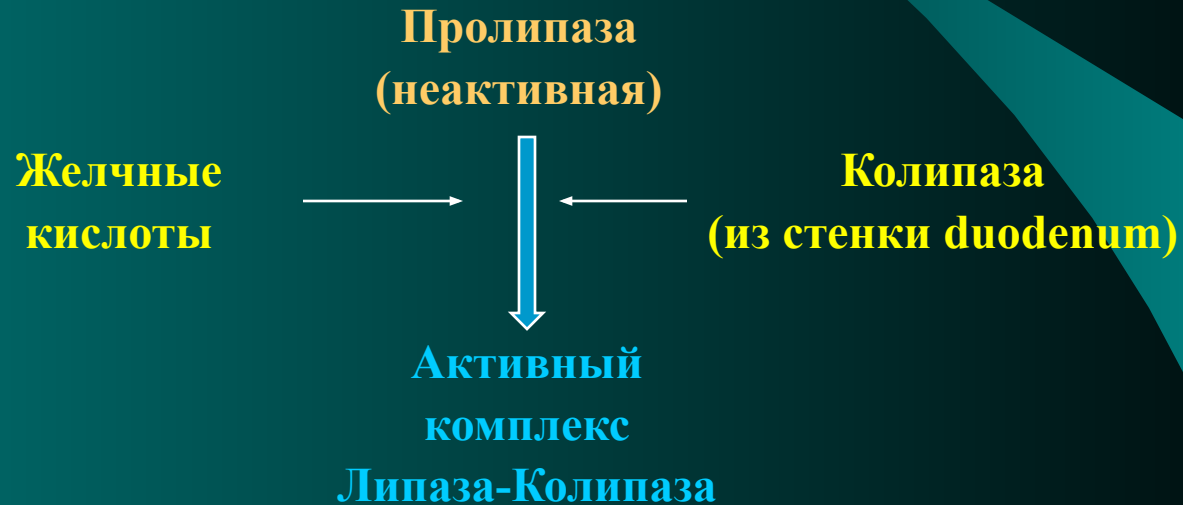 Пролипаза
(неактивная)
Желчные
кислоты
Колипаза
(из стенки duodenum)
Активный
комплекс
Липаза-Колипаза